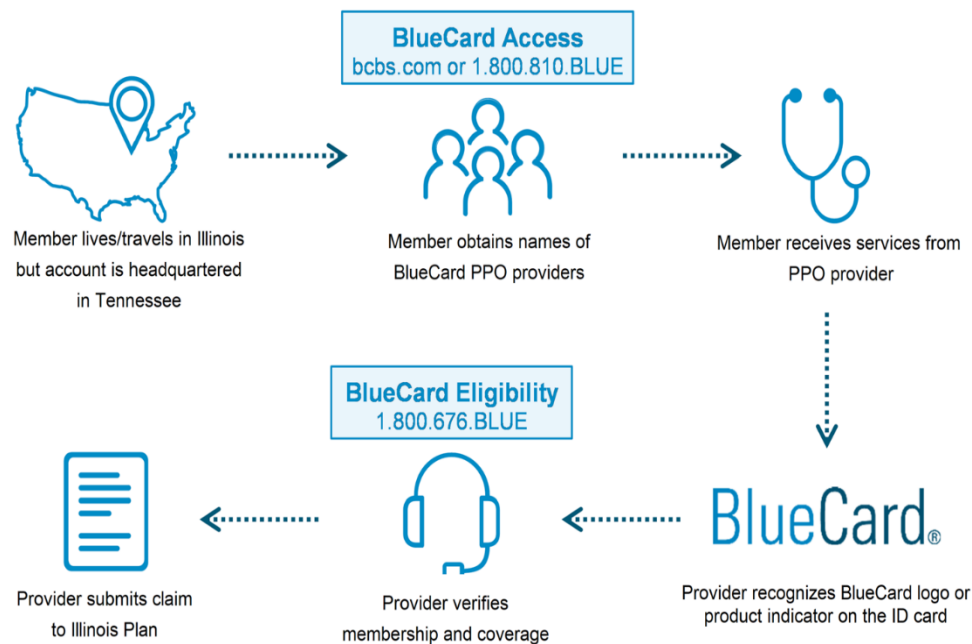 BlueCard Access
bcbs.com or 1.800.810.BLUE
Member lives/travels in Illinois
but account is headquartered
in Tennessee
Member obtains names of
BlueCard PPO providers
Member receives services from
PPO provider
BlueCard®
Provider recognizes BlueCard logo or
product indicator on the ID card
BlueCard Eligibility
1.800.676.BLUE
Provider verifies
membership and coverage
Provider submits claim
to Illinois Plan